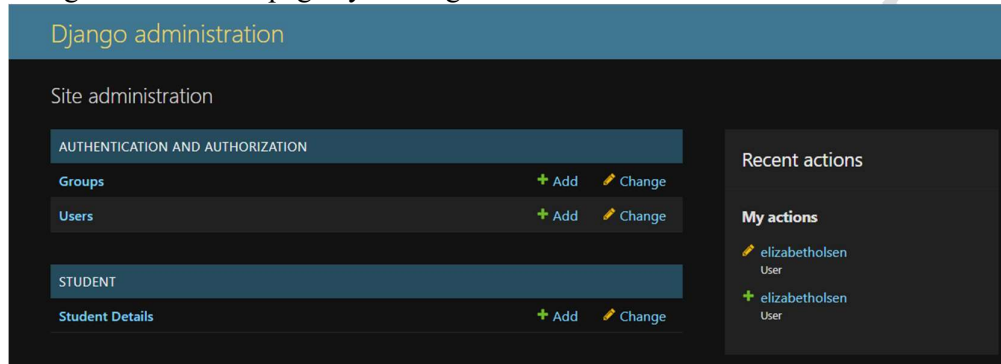 Django administration
Site administration
AUTHENTICATION AND AUTHORIZATION
Groups + Add Change
Users + Add Change
STUDENT
Student Details + Add Change
Recent actions
My actions
elizabetholsen
User
+ elizabetholsen
User